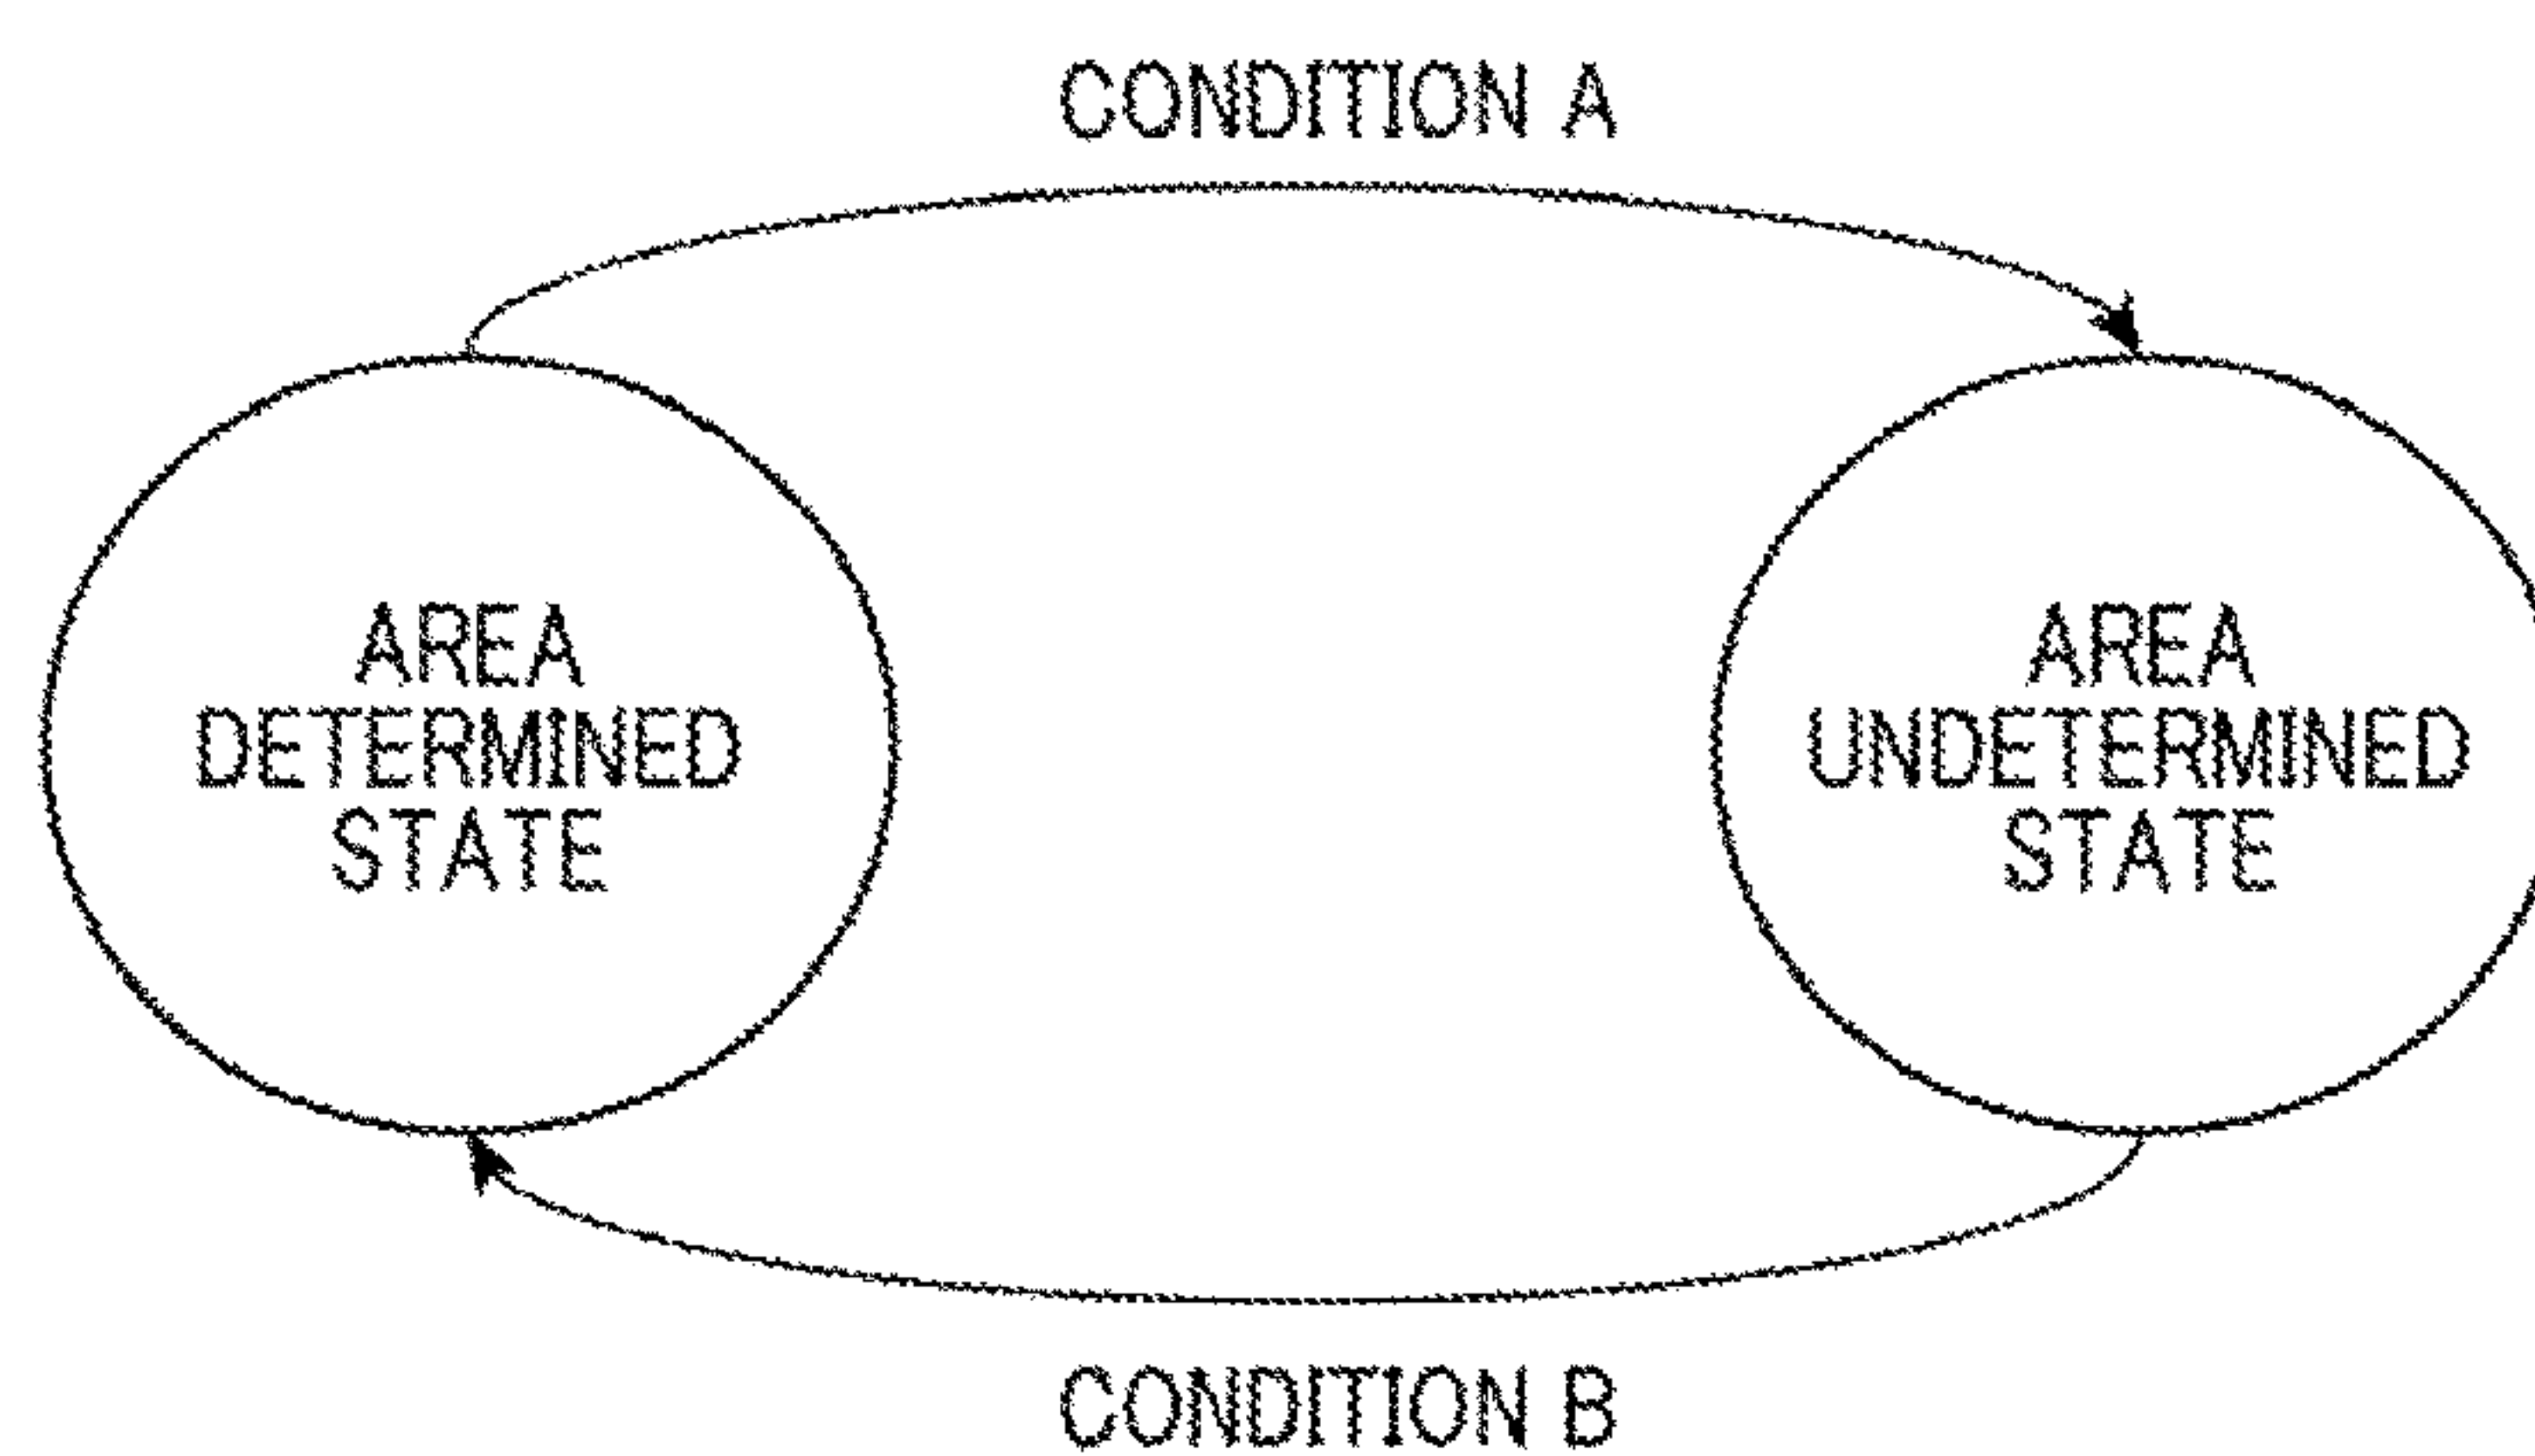 CONDITION A
AREA
DETERMINED
STATE
AREA
UNDETERMINED
STATE
CONDITION B